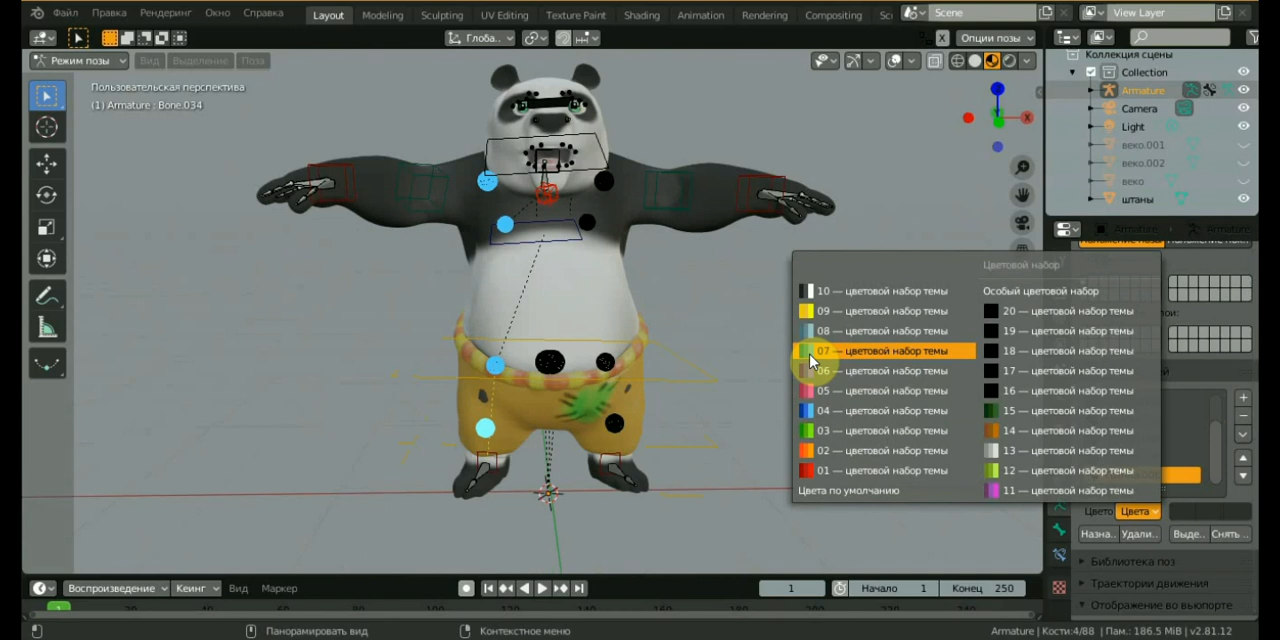 Файл Правка Рендеринг Окно Справка Layout Modeling Sculpting UV Editing Texture Paint Shading Animation Rendering Compositing Sc Scene View Layer
Глоба.. X Опции позы
Режим позы Вид Выделение Поза
Пользовательская перспектива
(1) Armature : Bone.034
X
Коллекция сцены
Collection
Armature
Camera
Light
веко.001
веко.002
веко
штаны
Armature Armature
Цветовой набор
10 — цветовой набор темы Особый цветовой набор
09 — цветовой набор темы 20 — цветовой набор темы
08 — цветовой набор темы 19 — цветовой набор темы
07 — цветовой набор темы 18 — цветовой набор темы
06 — цветовой набор темы 17 — цветовой набор темы
05 — цветовой набор темы 16 — цветовой набор темы
04 — цветовой набор темы 15 — цветовой набор темы
03 — цветовой набор темы 14 — цветовой набор темы
02 — цветовой набор темы 13 — цветовой набор темы
01 — цветовой набор темы 12 — цветовой набор темы
Цвета по умолчанию 11 — цветовой набор темы
Цвето Цвета
Назна.. Удали.. Выде.. Снять ..
Библиотека поз
Траектории движения
Отображение во вьюпорте
Воспроизведение Кеинг Вид Маркер 1 Начало 1 Конец 250
1
Панорамировать вид Контекстное меню Armature | Кости:4/88 | Пам.: 186.5 MiB | v2.81.12